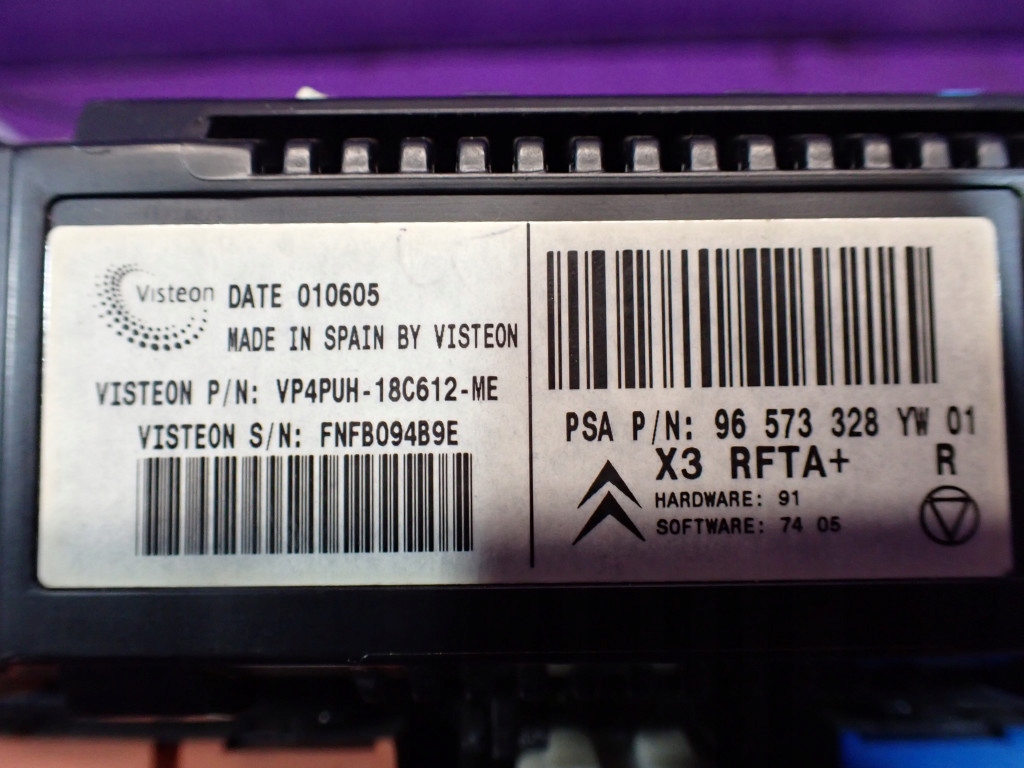 Visteon
DATE 010605
MADE IN SPAIN BY VISTEON
VISTEON P/N: VP4PUH-18C612-ME
VISTEON S/N: FNFB094B9E
PSA P/N: 96 573 328 YW 01
X3 RFTA+ R
HARDWARE: 91
SOFTWARE: 74 05